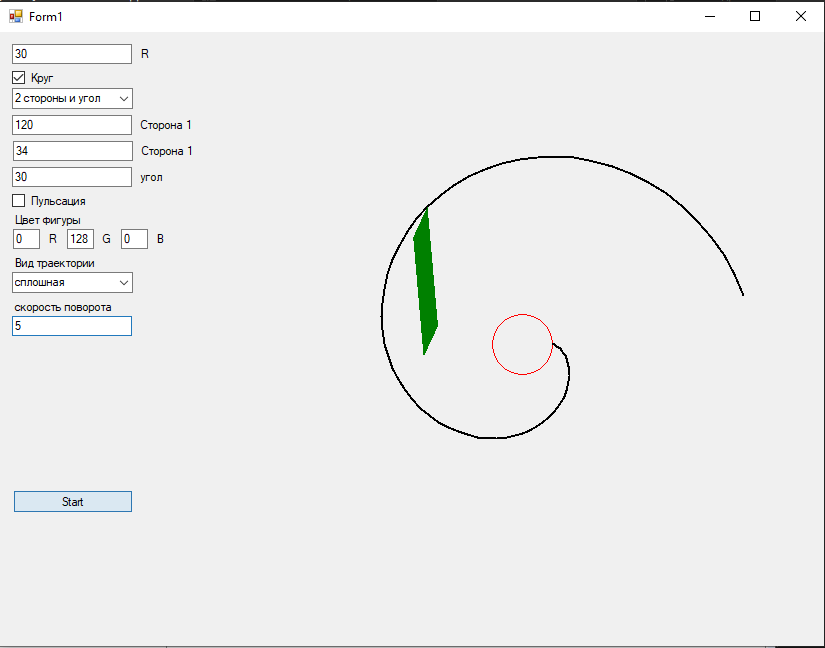 Form1
30 R
Круг
2 стороны и угол
120 Сторона 1
34 Сторона 1
30 угол
Пульсация
Цвет фигуры
0 R 128 G 0 B
Вид траектории
сплошная
скорость поворота
5
Start